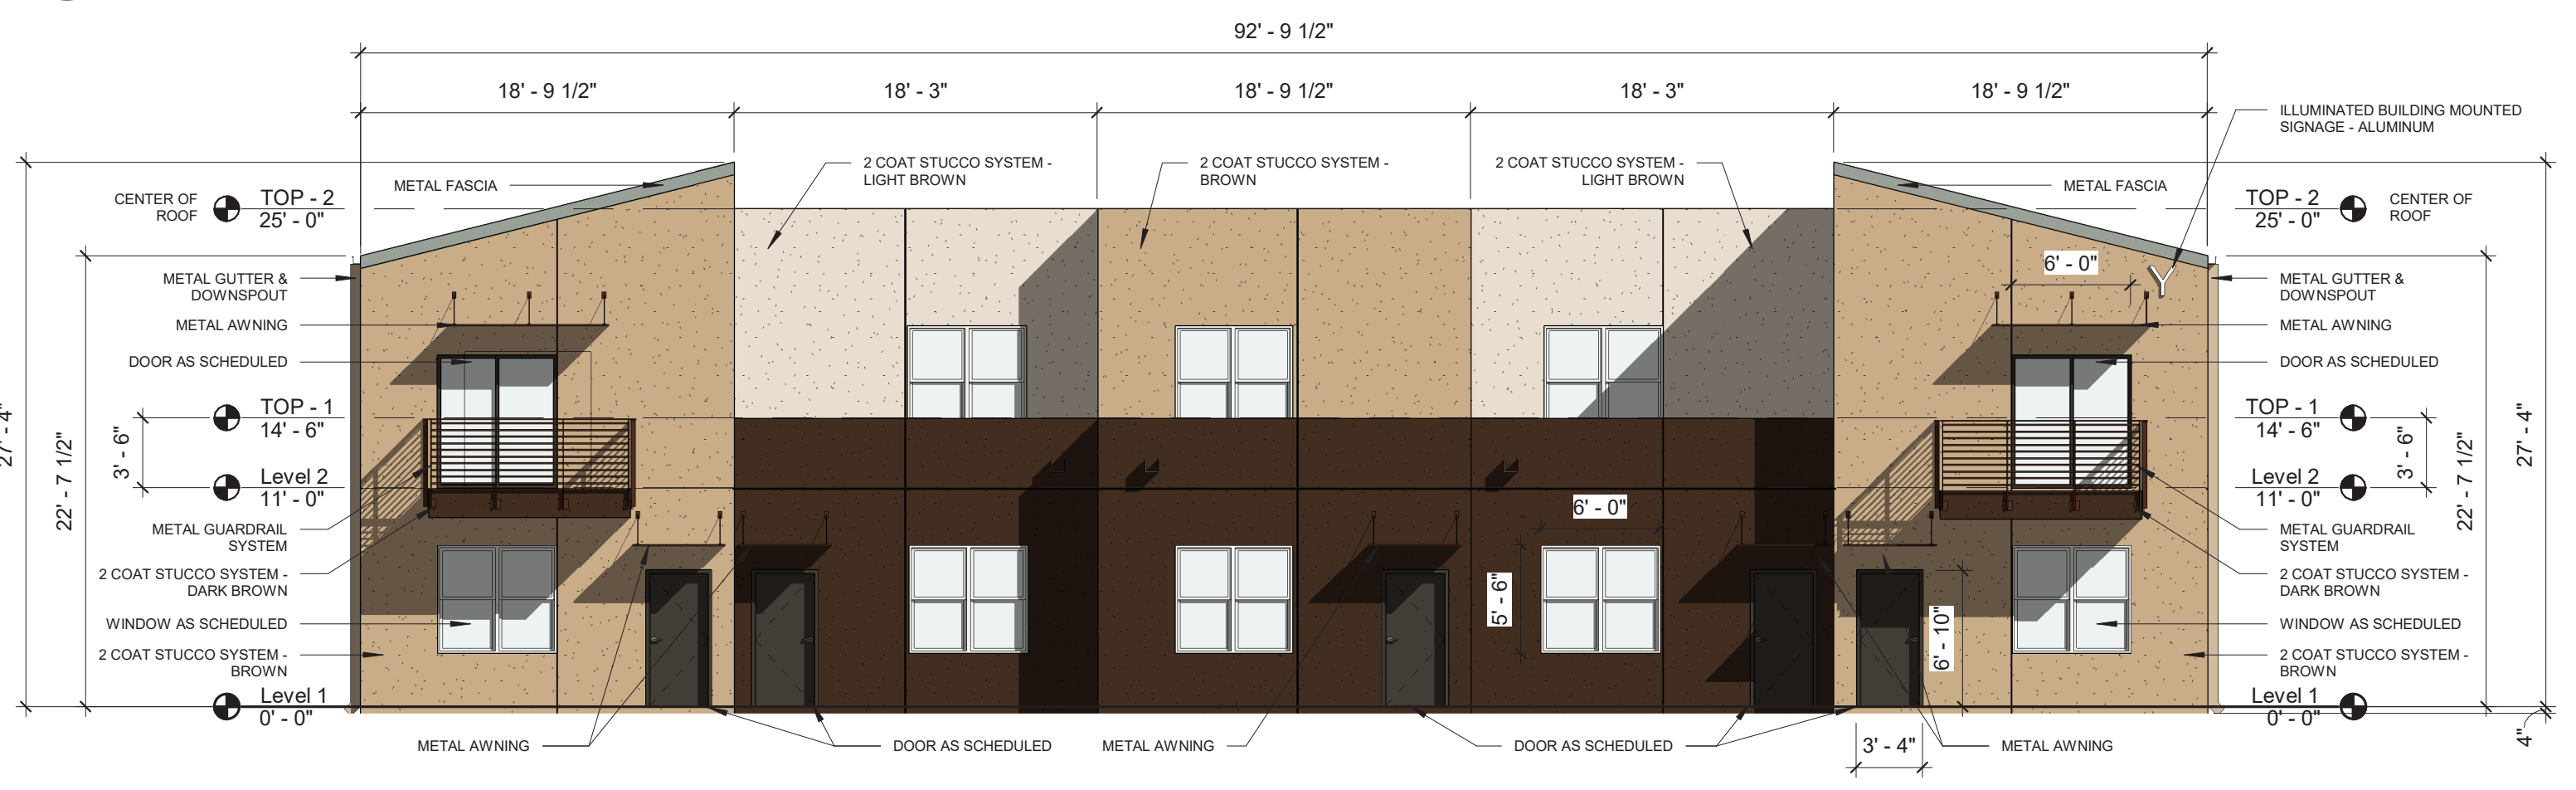 92' - 9 1/2"
18' - 9 1/2"
18' - 3"
18' - 9 1/2"
18' - 3"
18' - 9 1/2"
ILLUMINATED BUILDING MOUNTED
SIGNAGE - ALUMINUM
2 COAT STUCCO SYSTEM -
LIGHT BROWN
2 COAT STUCCO SYSTEM -
BROWN
2 COAT STUCCO SYSTEM -
LIGHT BROWN
METAL FASCIA
METAL FASCIA
CENTER OF
ROOF
TOP - 2
25' - 0"
TOP - 2
25' - 0"
CENTER OF
ROOF
6' - 0"
Y
METAL GUTTER &
DOWNSPOUT
METAL GUTTER &
DOWNSPOUT
METAL AWNING
METAL AWNING
DOOR AS SCHEDULED
DOOR AS SCHEDULED
TOP - 1
14' - 6"
TOP - 1
14' - 6"
27' - 4"
22' - 7 1/2"
3' - 6"
3' - 6"
22' - 7 1/2"
27' - 4"
Level 2
11' - 0"
Level 2
11' - 0"
6' - 0"
METAL GUARDRAIL
SYSTEM
METAL GUARDRAIL
SYSTEM
2 COAT STUCCO SYSTEM -
DARK BROWN
2 COAT STUCCO SYSTEM -
DARK BROWN
5' - 6"
6' - 10"
WINDOW AS SCHEDULED
WINDOW AS SCHEDULED
2 COAT STUCCO SYSTEM -
BROWN
2 COAT STUCCO SYSTEM -
BROWN
Level 1
0' - 0"
Level 1
0' - 0"
4"
METAL AWNING
DOOR AS SCHEDULED
METAL AWNING
DOOR AS SCHEDULED
3' - 4"
METAL AWNING